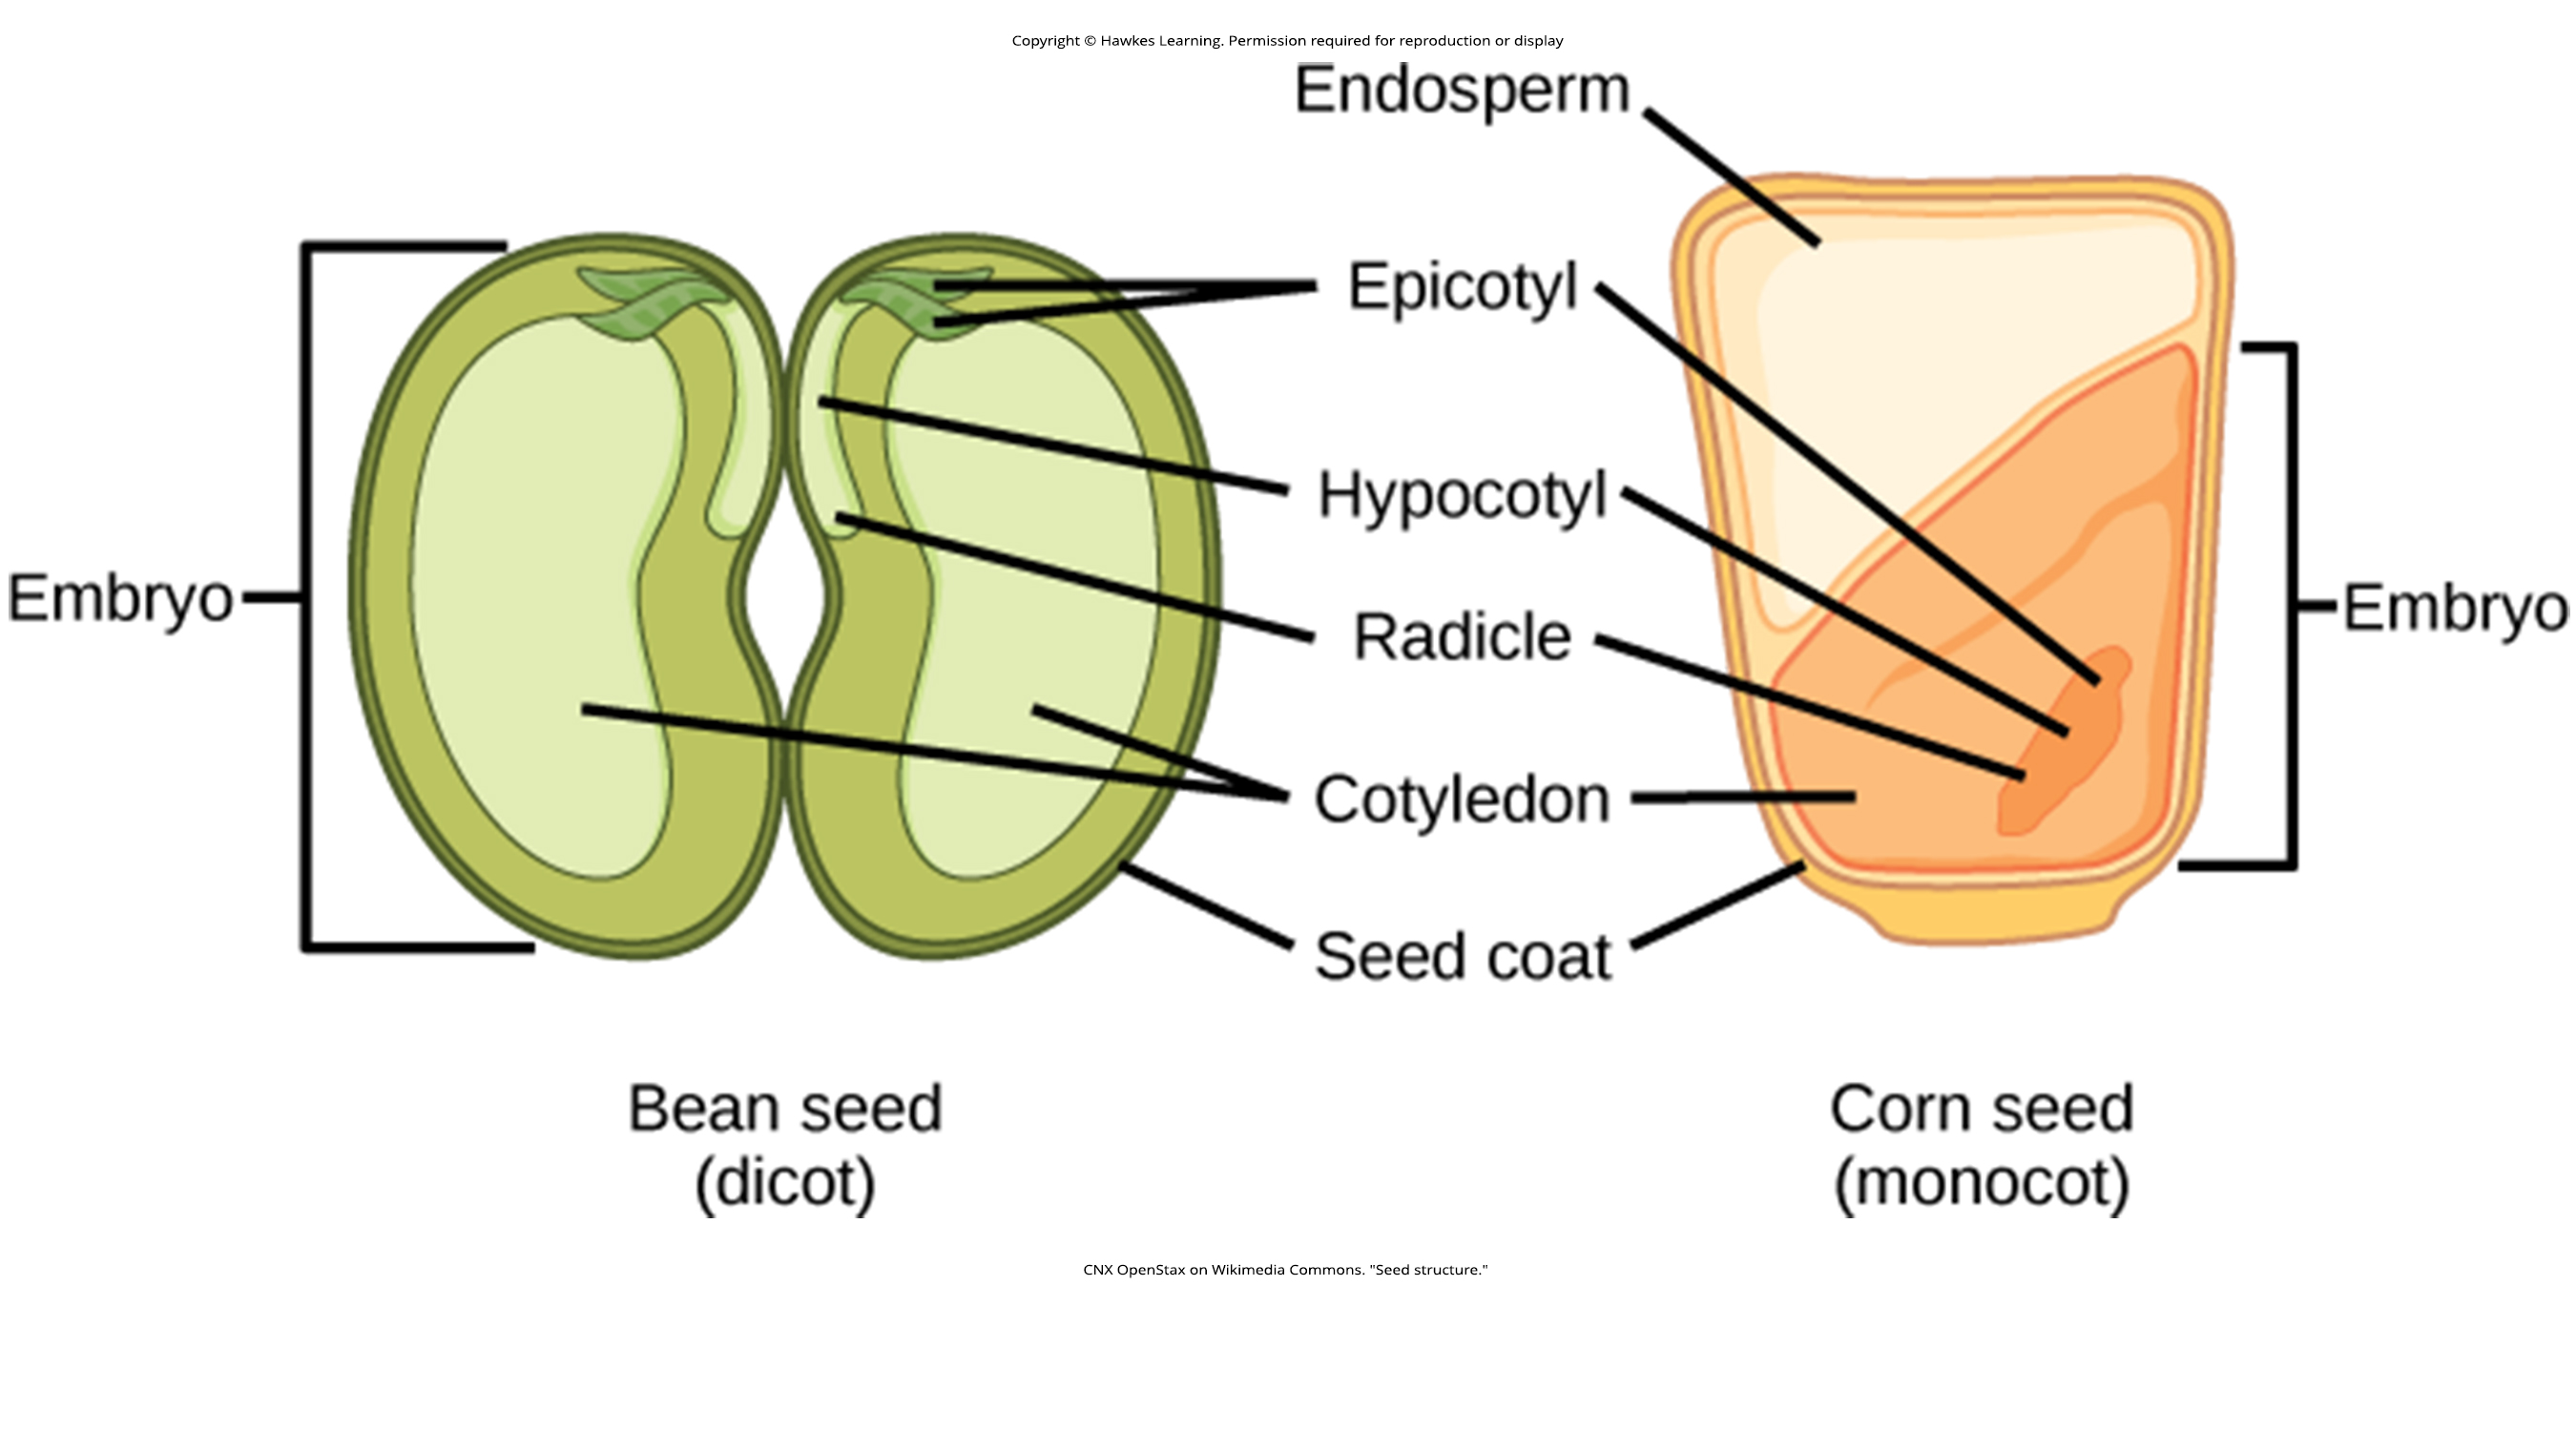 Copyright © Hawkes Learning. Permission required for reproduction or display
Endosperm
Epicotyl
Hypocotyl
Embryo
Radicle
Embryo
Cotyledon
Seed coat
Bean seed
(dicot)
Corn seed
(monocot)
CNX OpenStax on Wikimedia Commons. "Seed structure."